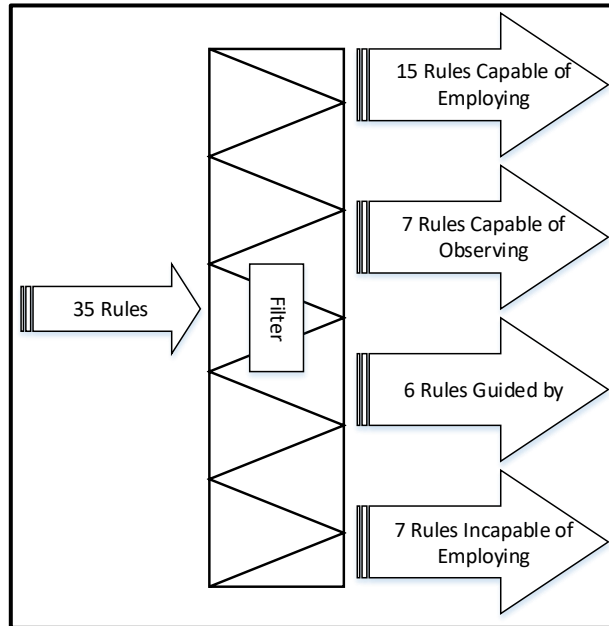 35 Rules
Filter
15 Rules Capable of
Employing
7 Rules Capable of
Observing
6 Rules Guided by
7 Rules Incapable of
Employing